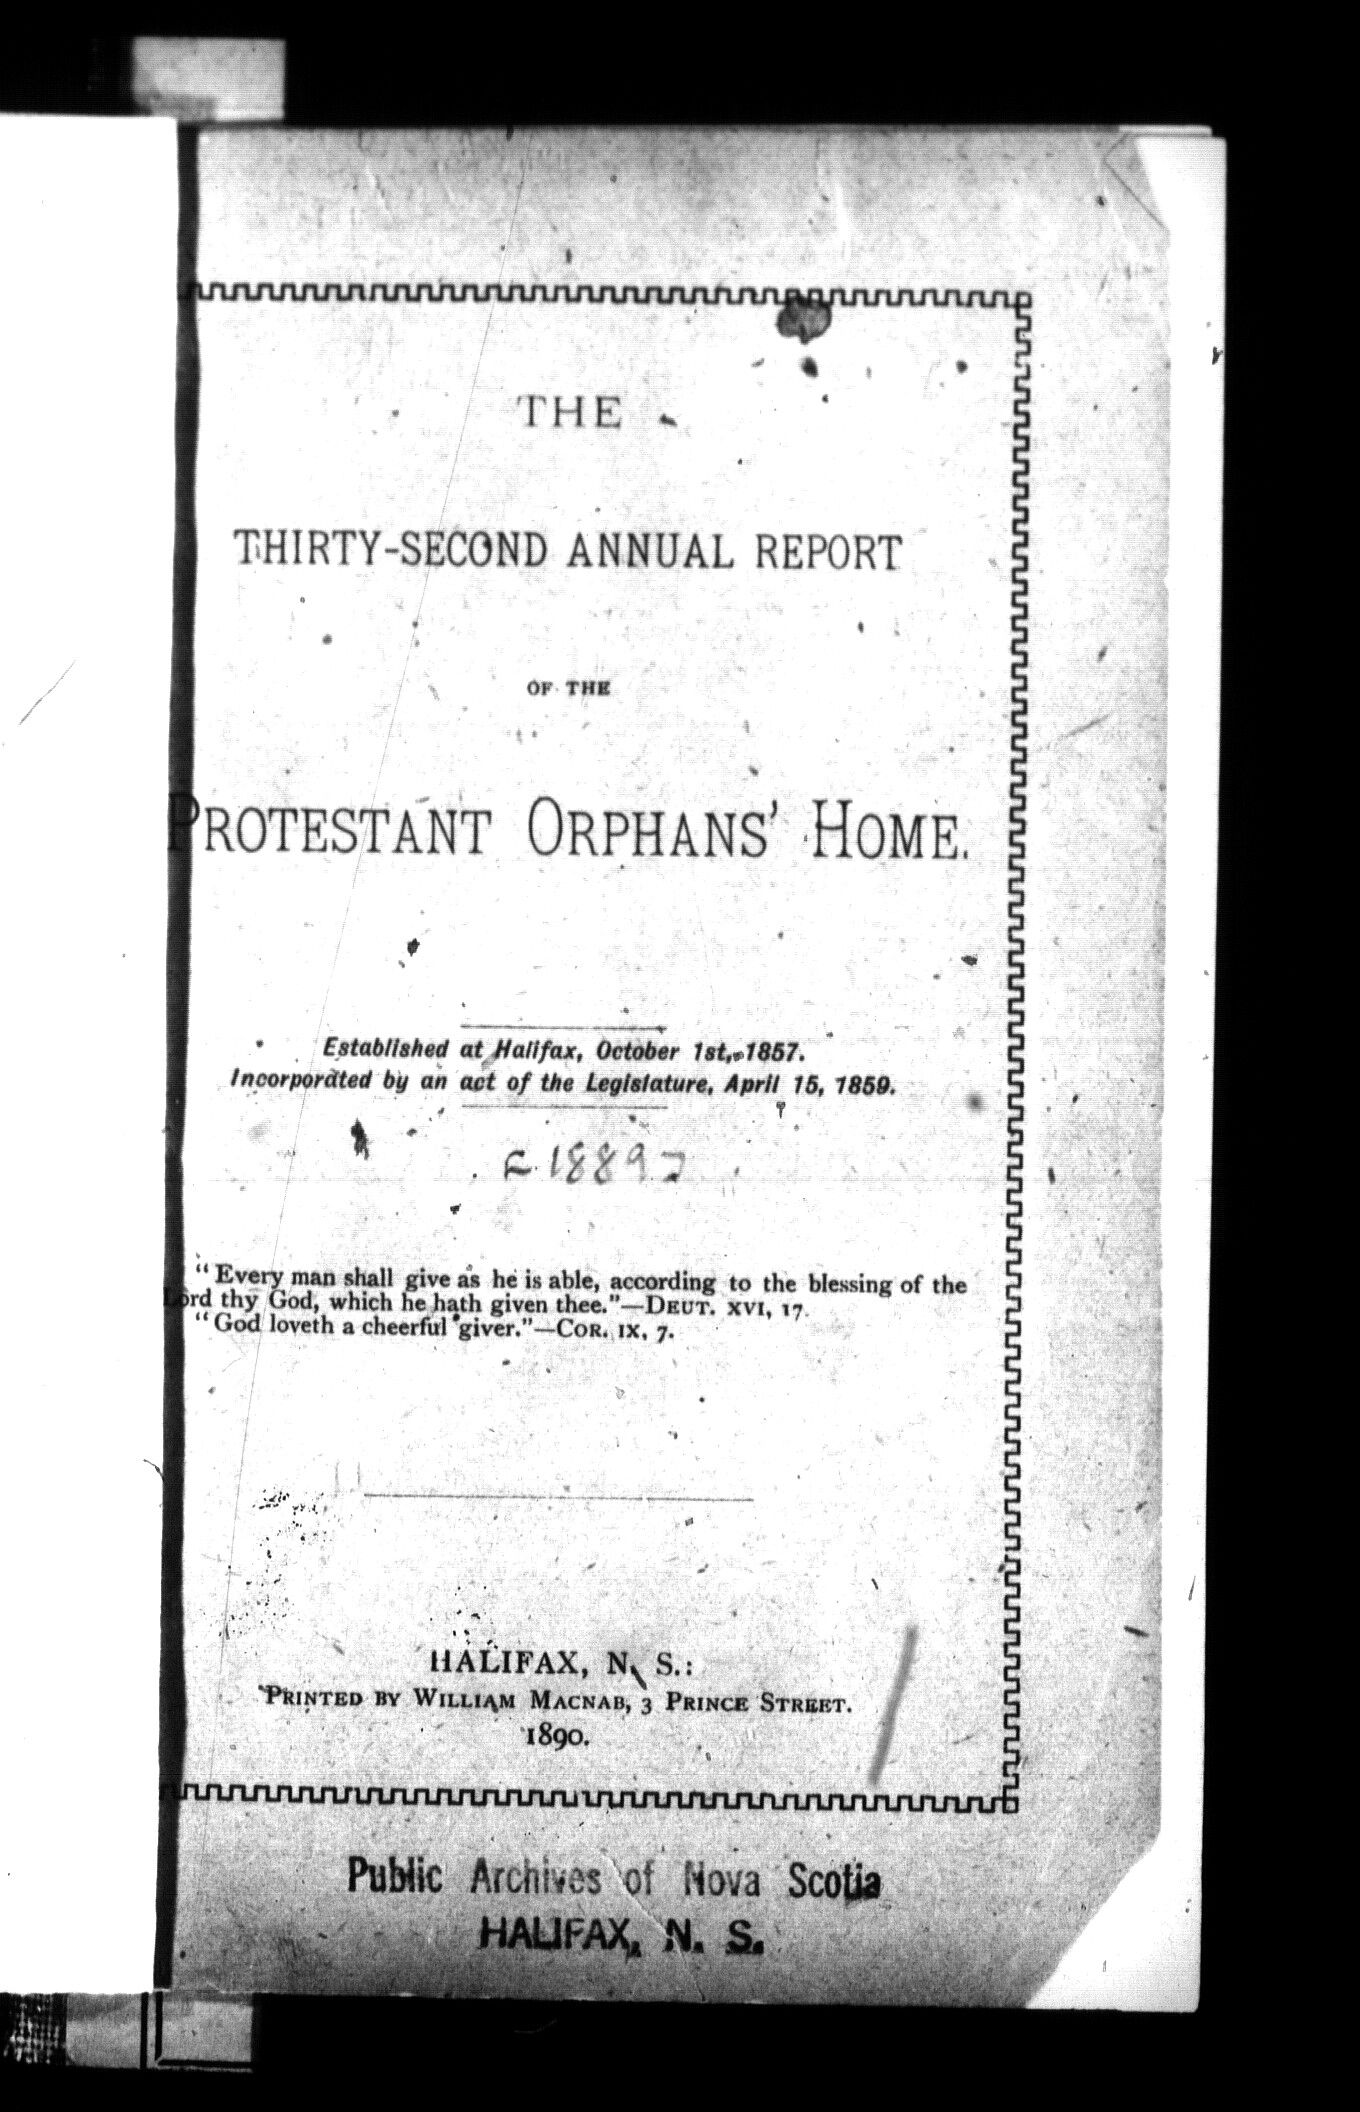 THE
THIRTY-SECOND ANNUAL REPORT
OF THE
PROTESTANT ORPHANS' HOME.
Established at Halifax, October 1st, 1857.
Incorporated by an act of the Legislature, April 15, 1859.
[1889]
"Every man shall give as he is able, according to the blessing of the
Lord thy God, which he hath given thee."—DEUT. XVI, 17.
"God loveth a cheerful giver."—COR. IX, 7.
HALIFAX, N. S.:
PRINTED BY WILLIAM MACNAB, 3 PRINCE STREET.
1890.
Public Archives of Nova Scotia
HALIFAX, N. S.